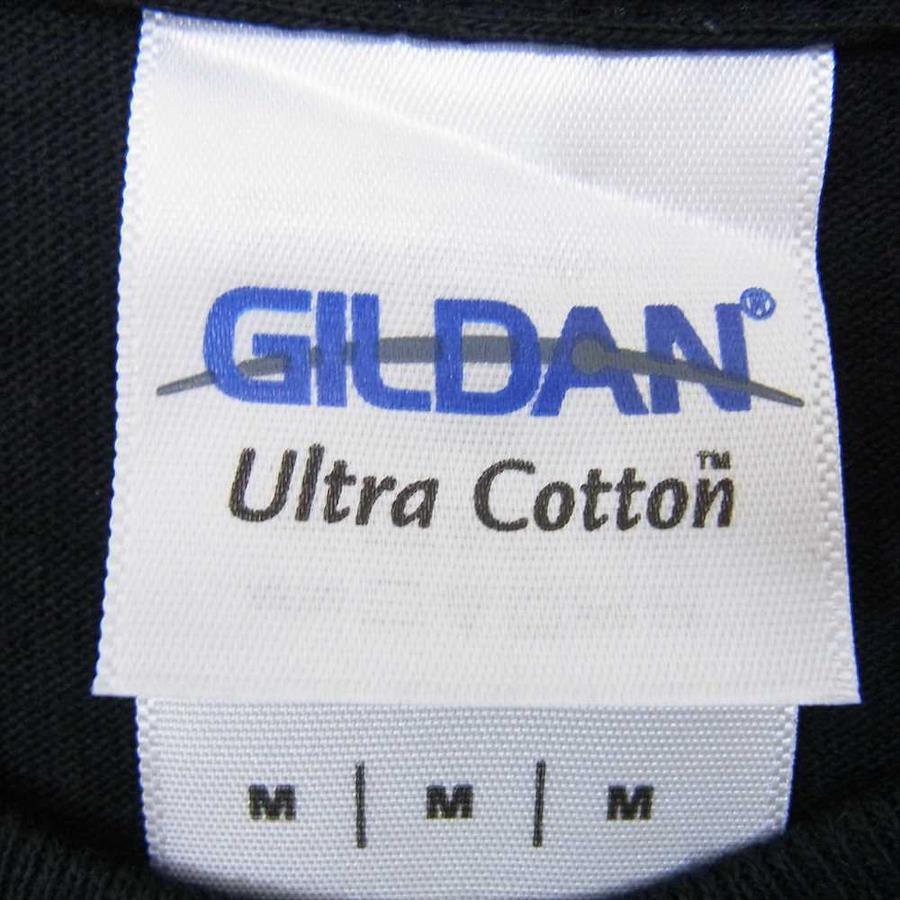 GILDAN®
Ultra Cotton™
M | M | M